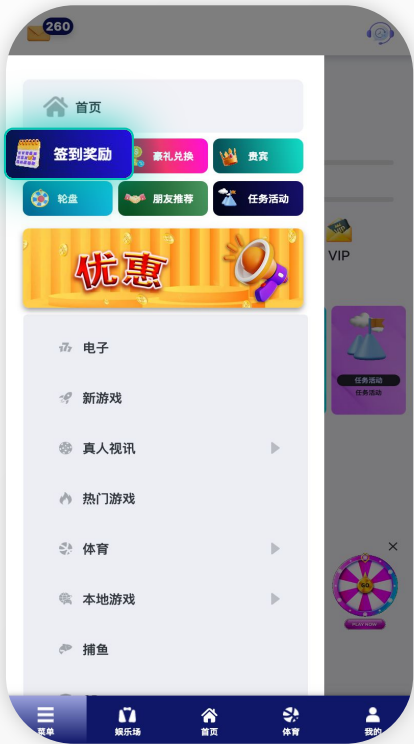 260
首页
签到奖励
豪礼兑换
贵宾
轮盘
朋友推荐
任务活动
VIP
优惠
任务活动
任务活动
电子
新游戏
真人视讯
热门游戏
体育
本地游戏
捕鱼
GO
PLAY NOW
菜单
娱乐场
首页
体育
我的